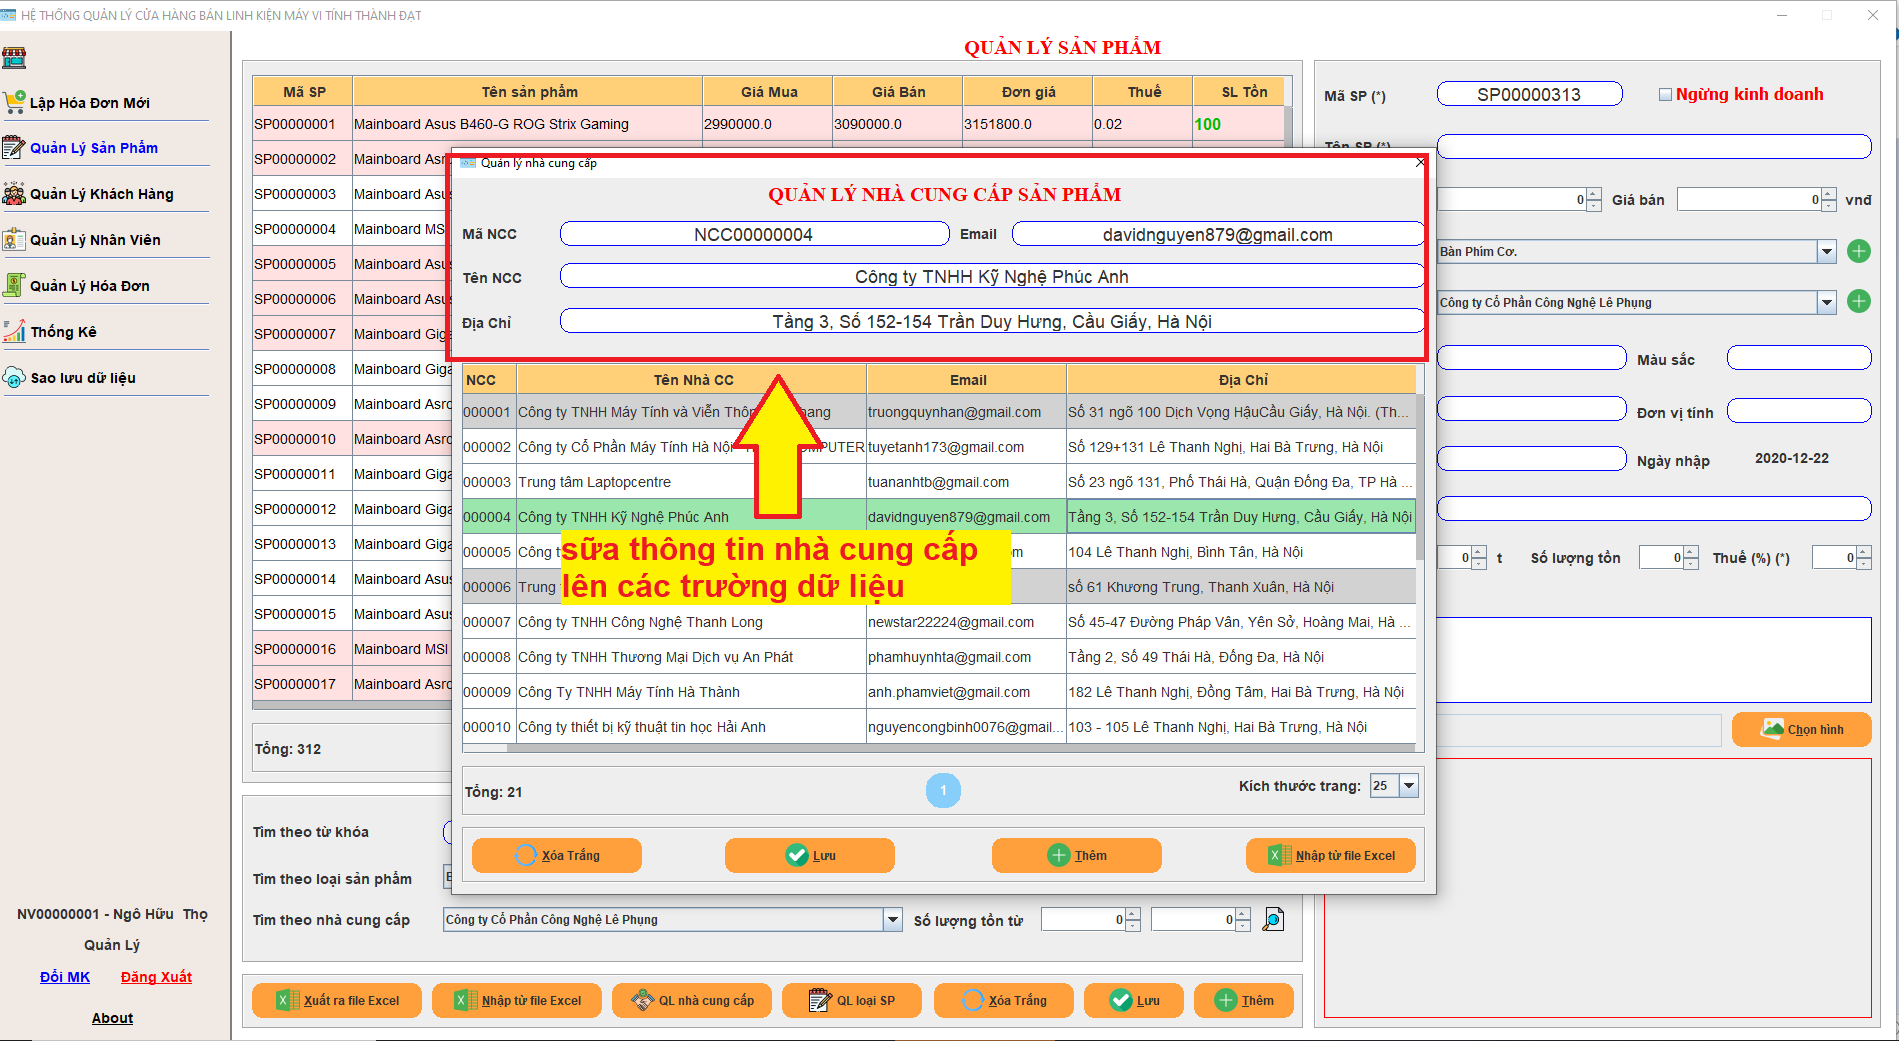 HỆ THỐNG QUẢN LÝ CỬA HÀNG BÁN LINH KIỆN MÁY VI TÍNH THÀNH ĐẠT
Lập Hóa Đơn Mới
Quản Lý Sản Phẩm
Quản Lý Khách Hàng
Quản Lý Nhân Viên
Quản Lý Hóa Đơn
Thống Kê
Sao lưu dữ liệu
NV00000001 - Ngô Hữu Thọ
Quản Lý
Đổi MK Đăng Xuất
About
QUẢN LÝ SẢN PHẨM
Mã SP Tên sản phẩm Giá Mua Giá Bán Đơn giá Thuế SL Tồn
SP00000001 Mainboard Asus B460-G ROG Strix Gaming 2990000.0 3090000.0 3151800.0 0.02 100
SP00000002 Mainboard
SP00000003 Mainboard
SP00000004 Mainboard
SP00000005 Mainboard
SP00000006 Mainboard
SP00000007 Mainboard
SP00000008 Mainboard
SP00000009 Mainboard
SP00000010 Mainboard
SP00000011 Mainboard
SP00000012 Mainboard
SP00000013 Mainboard
SP00000014 Mainboard
SP00000015 Mainboard
SP00000016 Mainboard MSI
SP00000017 Mainboard
Tổng: 312
Quản lý nhà cung cấp
QUẢN LÝ NHÀ CUNG CẤP SẢN PHẨM
Mã NCC NCC00000004 Email davidnguyen879@gmail.com
Tên NCC Công ty TNHH Kỹ Nghệ Phúc Anh
Địa Chỉ Tầng 3, Số 152-154 Trần Duy Hưng, Cầu Giấy, Hà Nội
NCC Tên Nhà CC Email Địa Chỉ
000001 Công ty TNHH Máy Tính và Viễn truongquynhan@gmail.com Số 31 ngõ 100 Dịch Vọng HậuCầu Giấy, Hà Nội. (Th...
000002 Công ty Cổ Phần Máy Tính Hà Nội tuyetanh173@gmail.com Số 129+131 Lê Thanh Nghị, Hai Bà Trưng, Hà Nội
000003 Trung tâm Laptopcentre tuananhtb@gmail.com Số 23 ngõ 131, Phố Thái Hà, Quận Đống Đa, TP Hà ...
000004 Công ty TNHH Kỹ Nghệ Phúc Anh davidnguyen879@gmail.com Tầng 3, Số 152-154 Trần Duy Hưng, Cầu Giấy, Hà Nội
000005 Công 104 Lê Thanh Nghị, Bình Tân, Hà Nội
000006 Trung số 61 Khương Trung, Thanh Xuân, Hà Nội
000007 Công ty TNHH Công Nghệ Thanh Long newstar22224@gmail.com Số 45-47 Đường Pháp Vân, Yên Sở, Hoàng Mai, Hà ...
000008 Công ty TNHH Thương Mại Dịch vụ An Phát phamhuynhta@gmail.com Tầng 2, Số 49 Thái Hà, Đống Đa, Hà Nội
000009 Công Ty TNHH Máy Tính Hà Thành anh.phamviet@gmail.com 182 Lê Thanh Nghị, Đồng Tâm, Hai Bà Trưng, Hà Nội
000010 Công ty thiết bị kỹ thuật tin học Hải Anh nguyencongbinh0076@gmail... 103 - 105 Lê Thanh Nghị, Hai Bà Trưng, Hà Nội
sữa thông tin nhà cung cấp
lên các trường dữ liệu
Tổng: 21 1 Kích thước trang: 25
Xóa Trắng Lưu Thêm Nhập từ file Excel
Tìm theo từ khóa
Tìm theo loại sản phẩm
Tìm theo nhà cung cấp Công ty Cổ Phần Công Nghệ Lê Phụng Số lượng tồn từ 0 0
Xuất ra file Excel Nhập từ file Excel QL nhà cung cấp QL loại SP Xóa Trắng Lưu Thêm
Mã SP (*) SP00000313 Ngừng kinh doanh
Tên SP (*)
0 Giá bán 0 vnđ
Bàn Phím Cơ.
Công ty Cổ Phần Công Nghệ Lê Phụng
Màu sắc
Đơn vị tính
Ngày nhập 2020-12-22
0 t Số lượng tồn 0 Thuế (%) (*) 0
Chọn hình